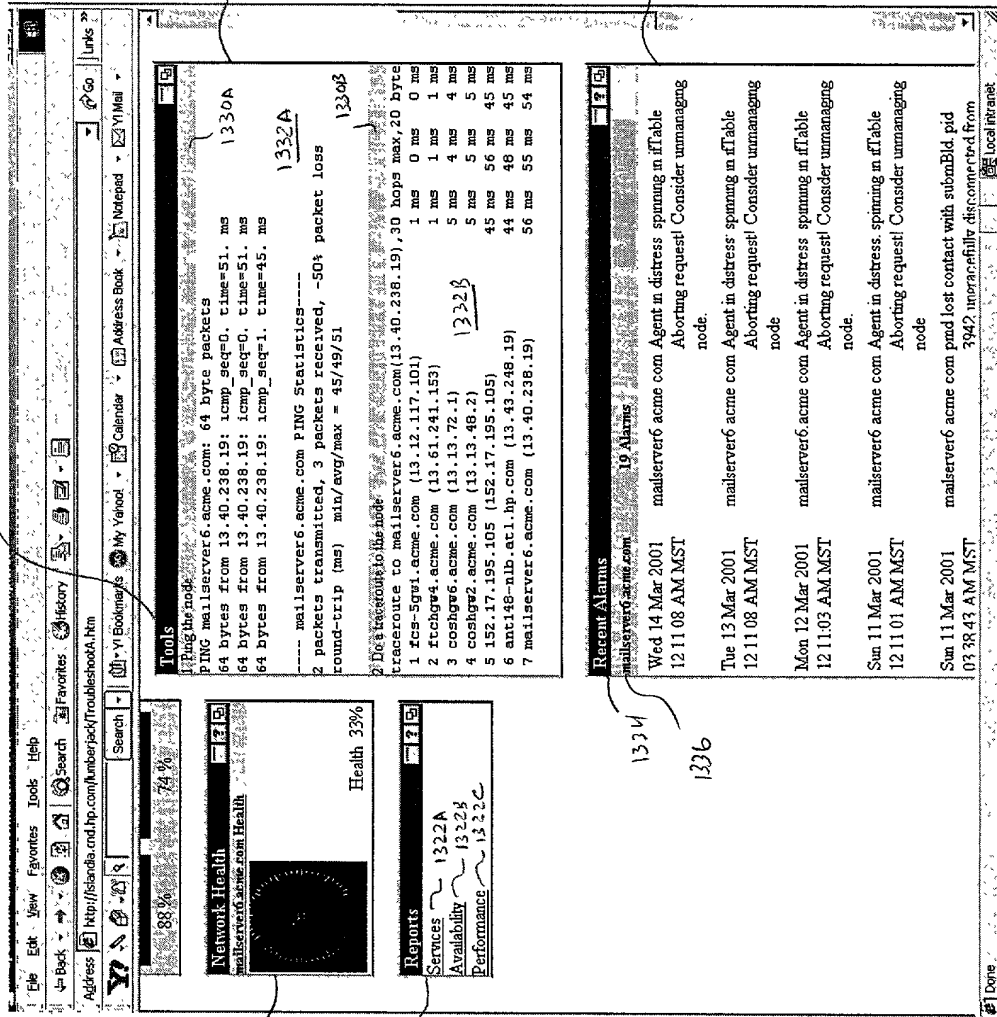 File Edit View Favorites Tools Help
Back Search Favorites History
Address http://islandia.cnd.hp.com/lumberjack/TroubleshootA.htm Go Links »
Y! Search Y! Bookmarks My Yahoo! Calendar Address Book Notepad Y! Mail
88% 74%
Network Health
mailserver6.acme.com Health
Health 33%
Reports
Services 1322A
Availability 1322B
Performance 1322C
Tools
1) Ping the node 1330A
PING mailserver6.acme.com: 64 byte packets
64 bytes from 13.40.238.19: icmp_seq=0. time=51. ms
64 bytes from 13.40.238.19: icmp_seq=0. time=51. ms
64 bytes from 13.40.238.19: icmp_seq=1. time=45. ms
1332A
---- mailserver6.acme.com PING Statistics----
2 packets transmitted, 3 packets received, -50% packet loss
round-trip (ms) min/avg/max = 45/49/51
1330B
2) Do a traceroute to the node
traceroute to mailserver6.acme.com(13.40.238.19),30 hops max,20 byte
1 fcs-5gw1.acme.com (13.12.117.101) 1 ms 0 ms 0 ms
2 ftchgw4.acme.com (13.61.241.153) 1 ms 1 ms 1 ms
3 coshgw6.acme.com (13.13.72.1) 5 ms 4 ms 4 ms
4 coshgw2.acme.com (13.13.48.2) 5 ms 5 ms 5 ms
5 152.17.195.105 (152.17.195.105) 45 ms 56 ms 45 ms
6 ant148-nlb.atl.hp.com (13.43.248.19) 44 ms 48 ms 45 ms
7 mailserver6.acme.com (13.40.238.19) 56 ms 55 ms 54 ms
1332B
Recent Alarms
1334
mailserver6.acme.com 19 Alarms
1336
Wed 14 Mar 2001 mailserver6 acme com Agent in distress spinning in ifTable
12 11 08 AM MST Aborting request! Consider unmanaging
node.
Tue 13 Mar 2001 mailserver6 acme com Agent in distress spinning in ifTable
12 11 08 AM MST Aborting request! Consider unmanaging
node
Mon 12 Mar 2001 mailserver6.acme com Agent in distress spinning in ifTable
12 11:03 AM MST Aborting request! Consider unmanaging
node.
Sun 11 Mar 2001 mailserver6 acme com Agent in distress. spinning in ifTable
12 11 01 AM MST Aborting request! Consider unmanaging
node
Sun 11 Mar 2001 mailserver6 acme com pmd lost contact with submBld. pid
03 38 43 AM MST 3942. ungracefully disconnected from
Done Local intranet